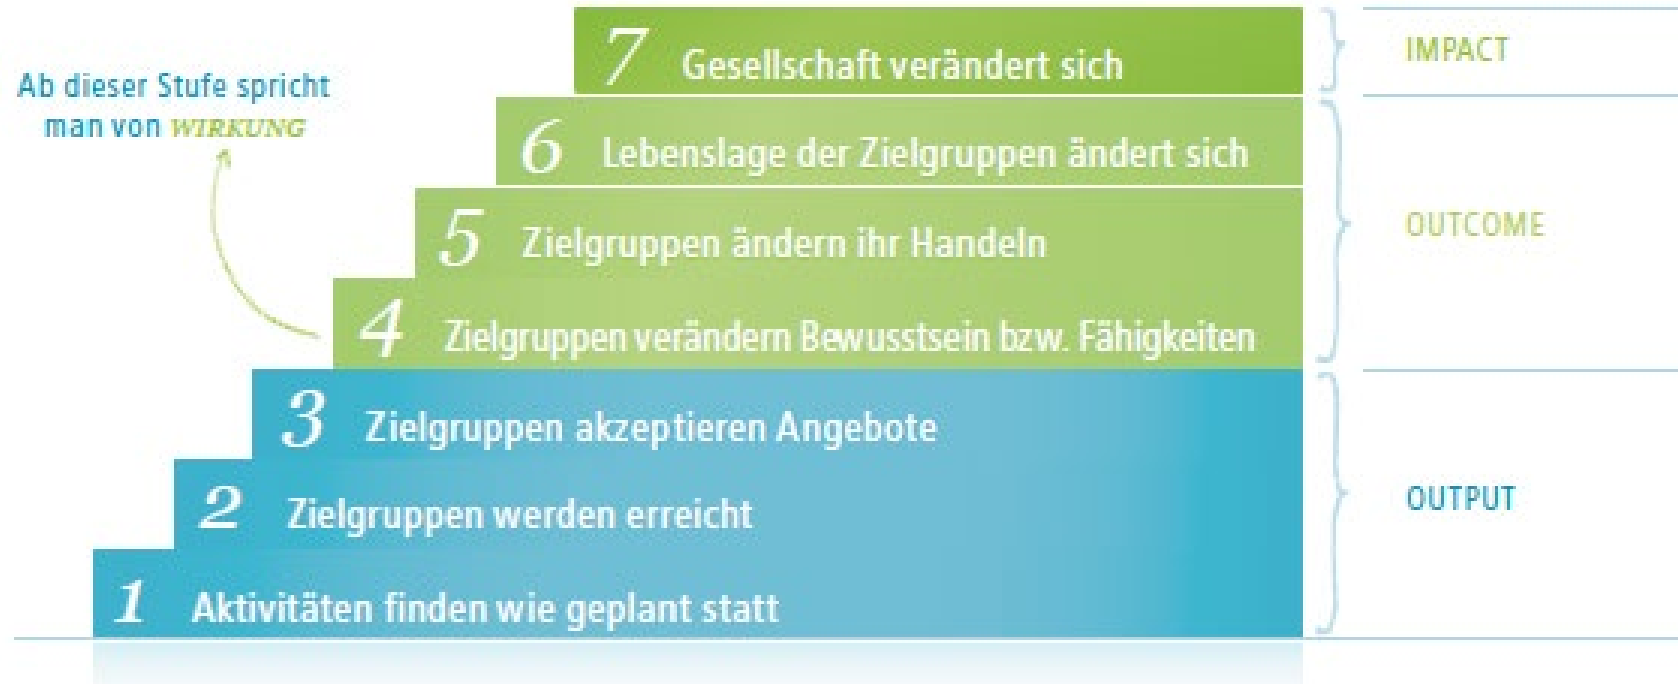 7 Gesellschaft verändert sich
IMPACT
Ab dieser Stufe spricht
man von WIRKUNG
6 Lebenslage der Zielgruppen ändert sich
5 Zielgruppen ändern ihr Handeln
OUTCOME
4 Zielgruppen verändern Bewusstsein bzw. Fähigkeiten
3 Zielgruppen akzeptieren Angebote
2 Zielgruppen werden erreicht
OUTPUT
1 Aktivitäten finden wie geplant statt